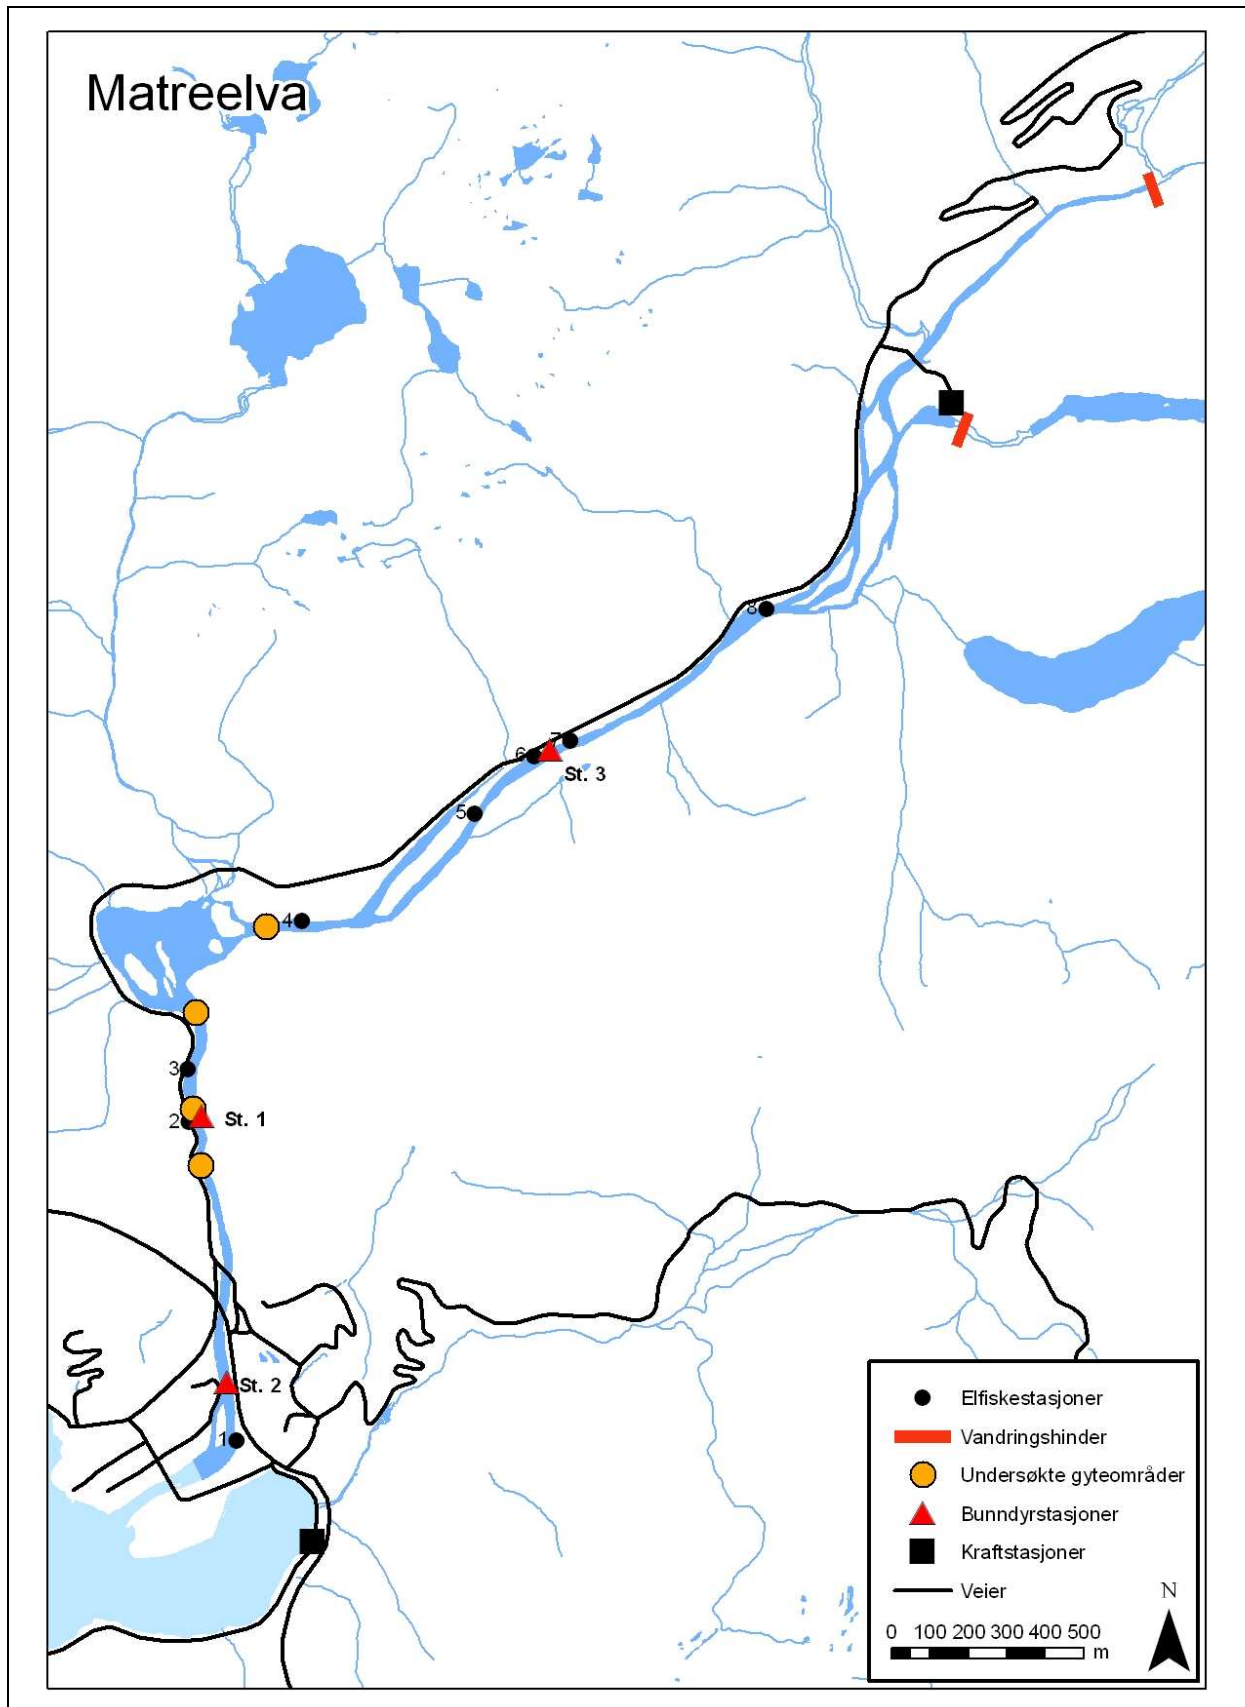 Matreelva
8
7
6
St. 3
5
4
3
2
St. 1
St. 2
1
Elfiskestasjoner
Vandringshinder
Undersøkte gyteområder
Bunndyrstasjoner
Kraftstasjoner
Veier
N
0 100 200 300 400 500
m